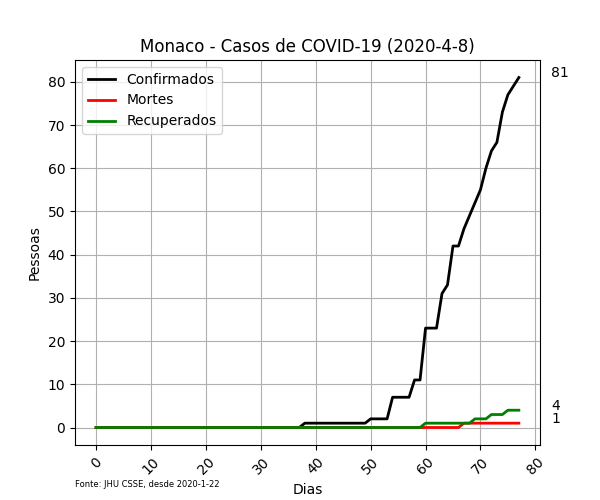 Monaco - Casos de COVID-19 (2020-4-8)
Confirmados
Mortes
Recuperados
81
4
1
Pessoas
80
70
60
50
40
30
20
10
0
0 10 20 30 40 50 60 70 80
Dias
Fonte: JHU CSSE, desde 2020-1-22